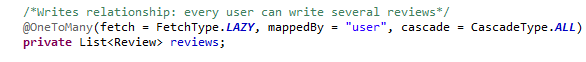 /*Writes relationship: every user can write several reviews*/
@OneToMany(fetch = FetchType.LAZY, mappedBy = "user", cascade = CascadeType.ALL)
private List<Review> reviews;